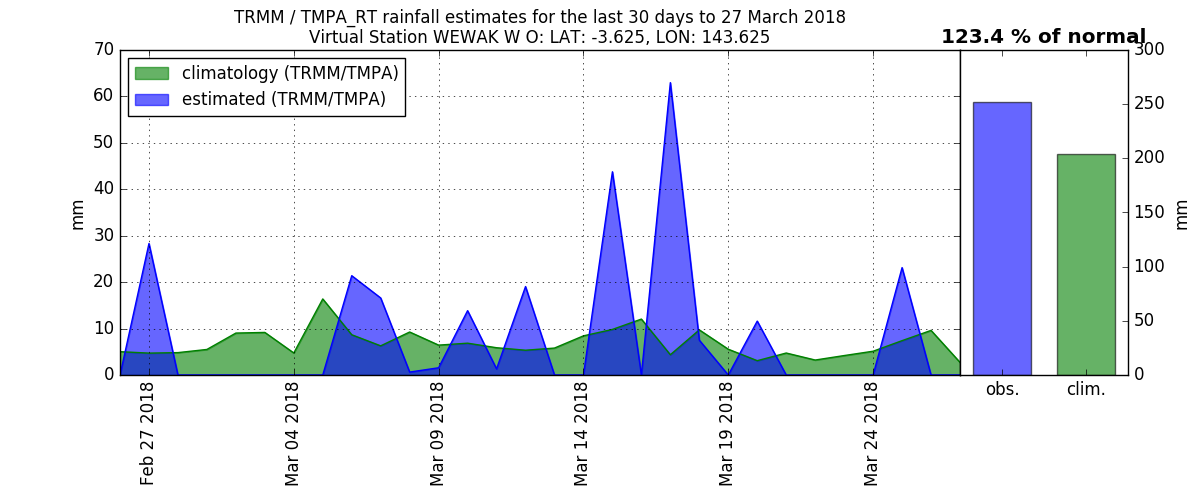 TRMM / TMPA_RT rainfall estimates for the last 30 days to 27 March 2018
Virtual Station WEWAK W O: LAT: -3.625, LON: 143.625
123.4 % of normal
climatology (TRMM/TMPA)
estimated (TRMM/TMPA)
70
60
50
40
30
20
10
0
mm
Feb 27 2018
Mar 04 2018
Mar 09 2018
Mar 14 2018
Mar 19 2018
Mar 24 2018
obs.
clim.
300
250
200
150
100
50
0
mm